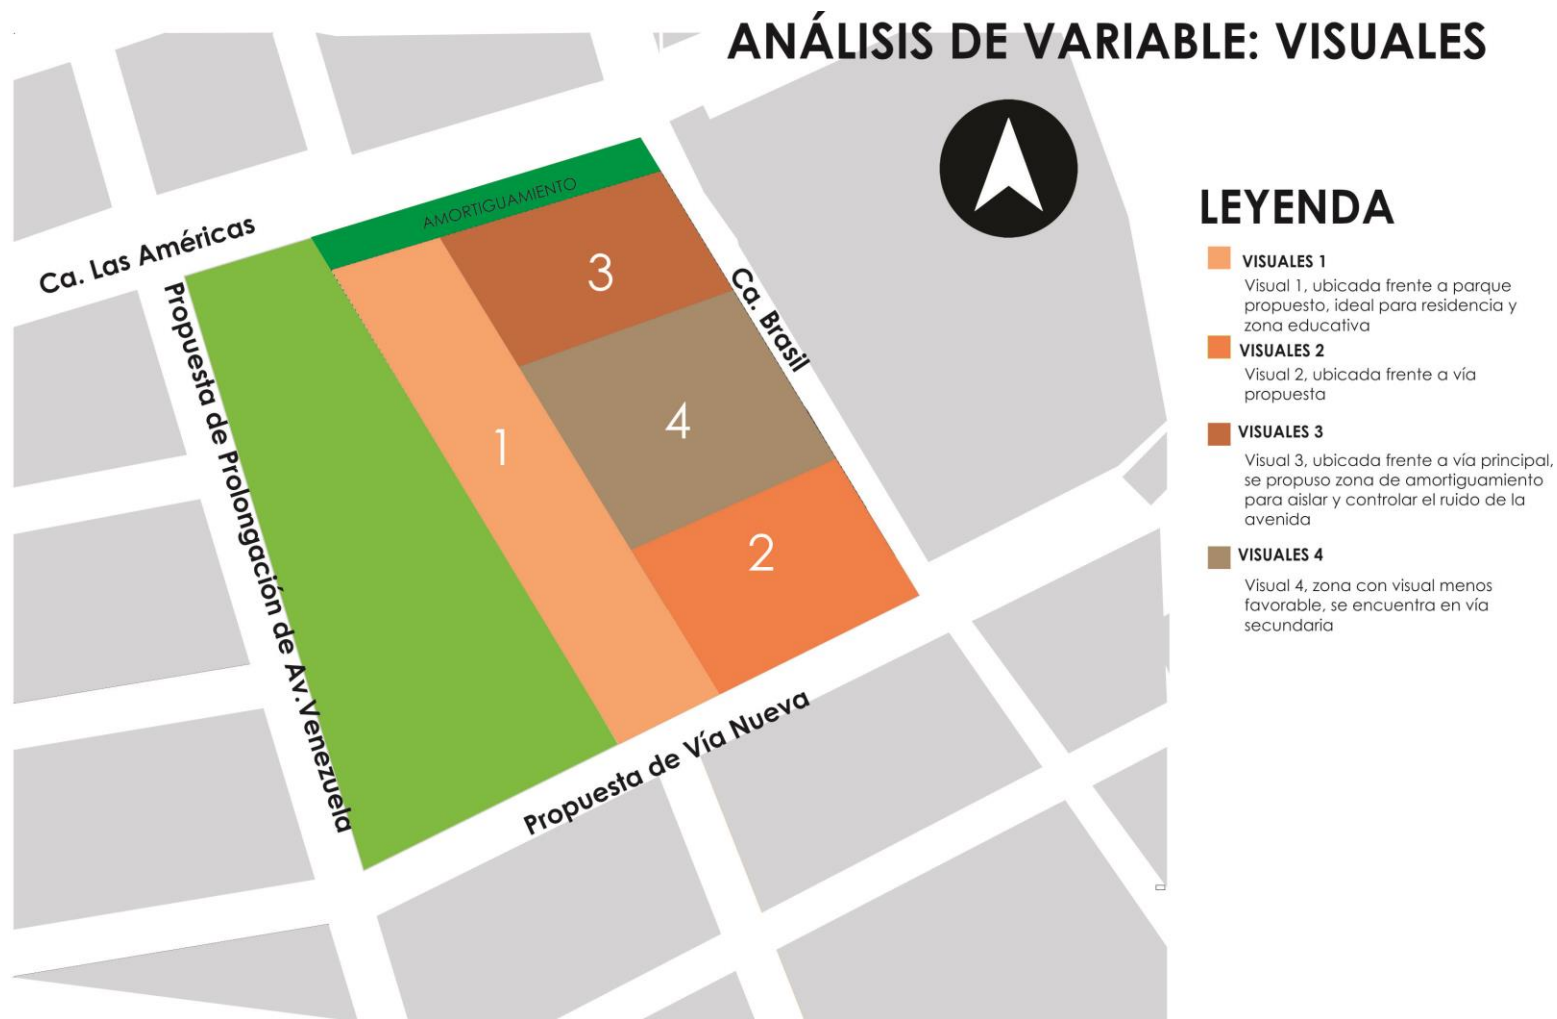 ANÁLISIS DE VARIABLE: VISUALES
AMORTIGUAMIENTO
Ca. Las Américas
Propuesta de Prolongación de Av.Venezuela
Ca. Brasil
Propuesta de Vía Nueva
3
4
1
2
LEYENDA
VISUALES 1
Visual 1, ubicada frente a parque
propuesto, ideal para residencia y
zona educativa
VISUALES 2
Visual 2, ubicada frente a vía
propuesta
VISUALES 3
Visual 3, ubicada frente a vía principal,
se propuso zona de amortiguamiento
para aislar y controlar el ruido de la
avenida
VISUALES 4
Visual 4, zona con visual menos
favorable, se encuentra en vía
secundaria